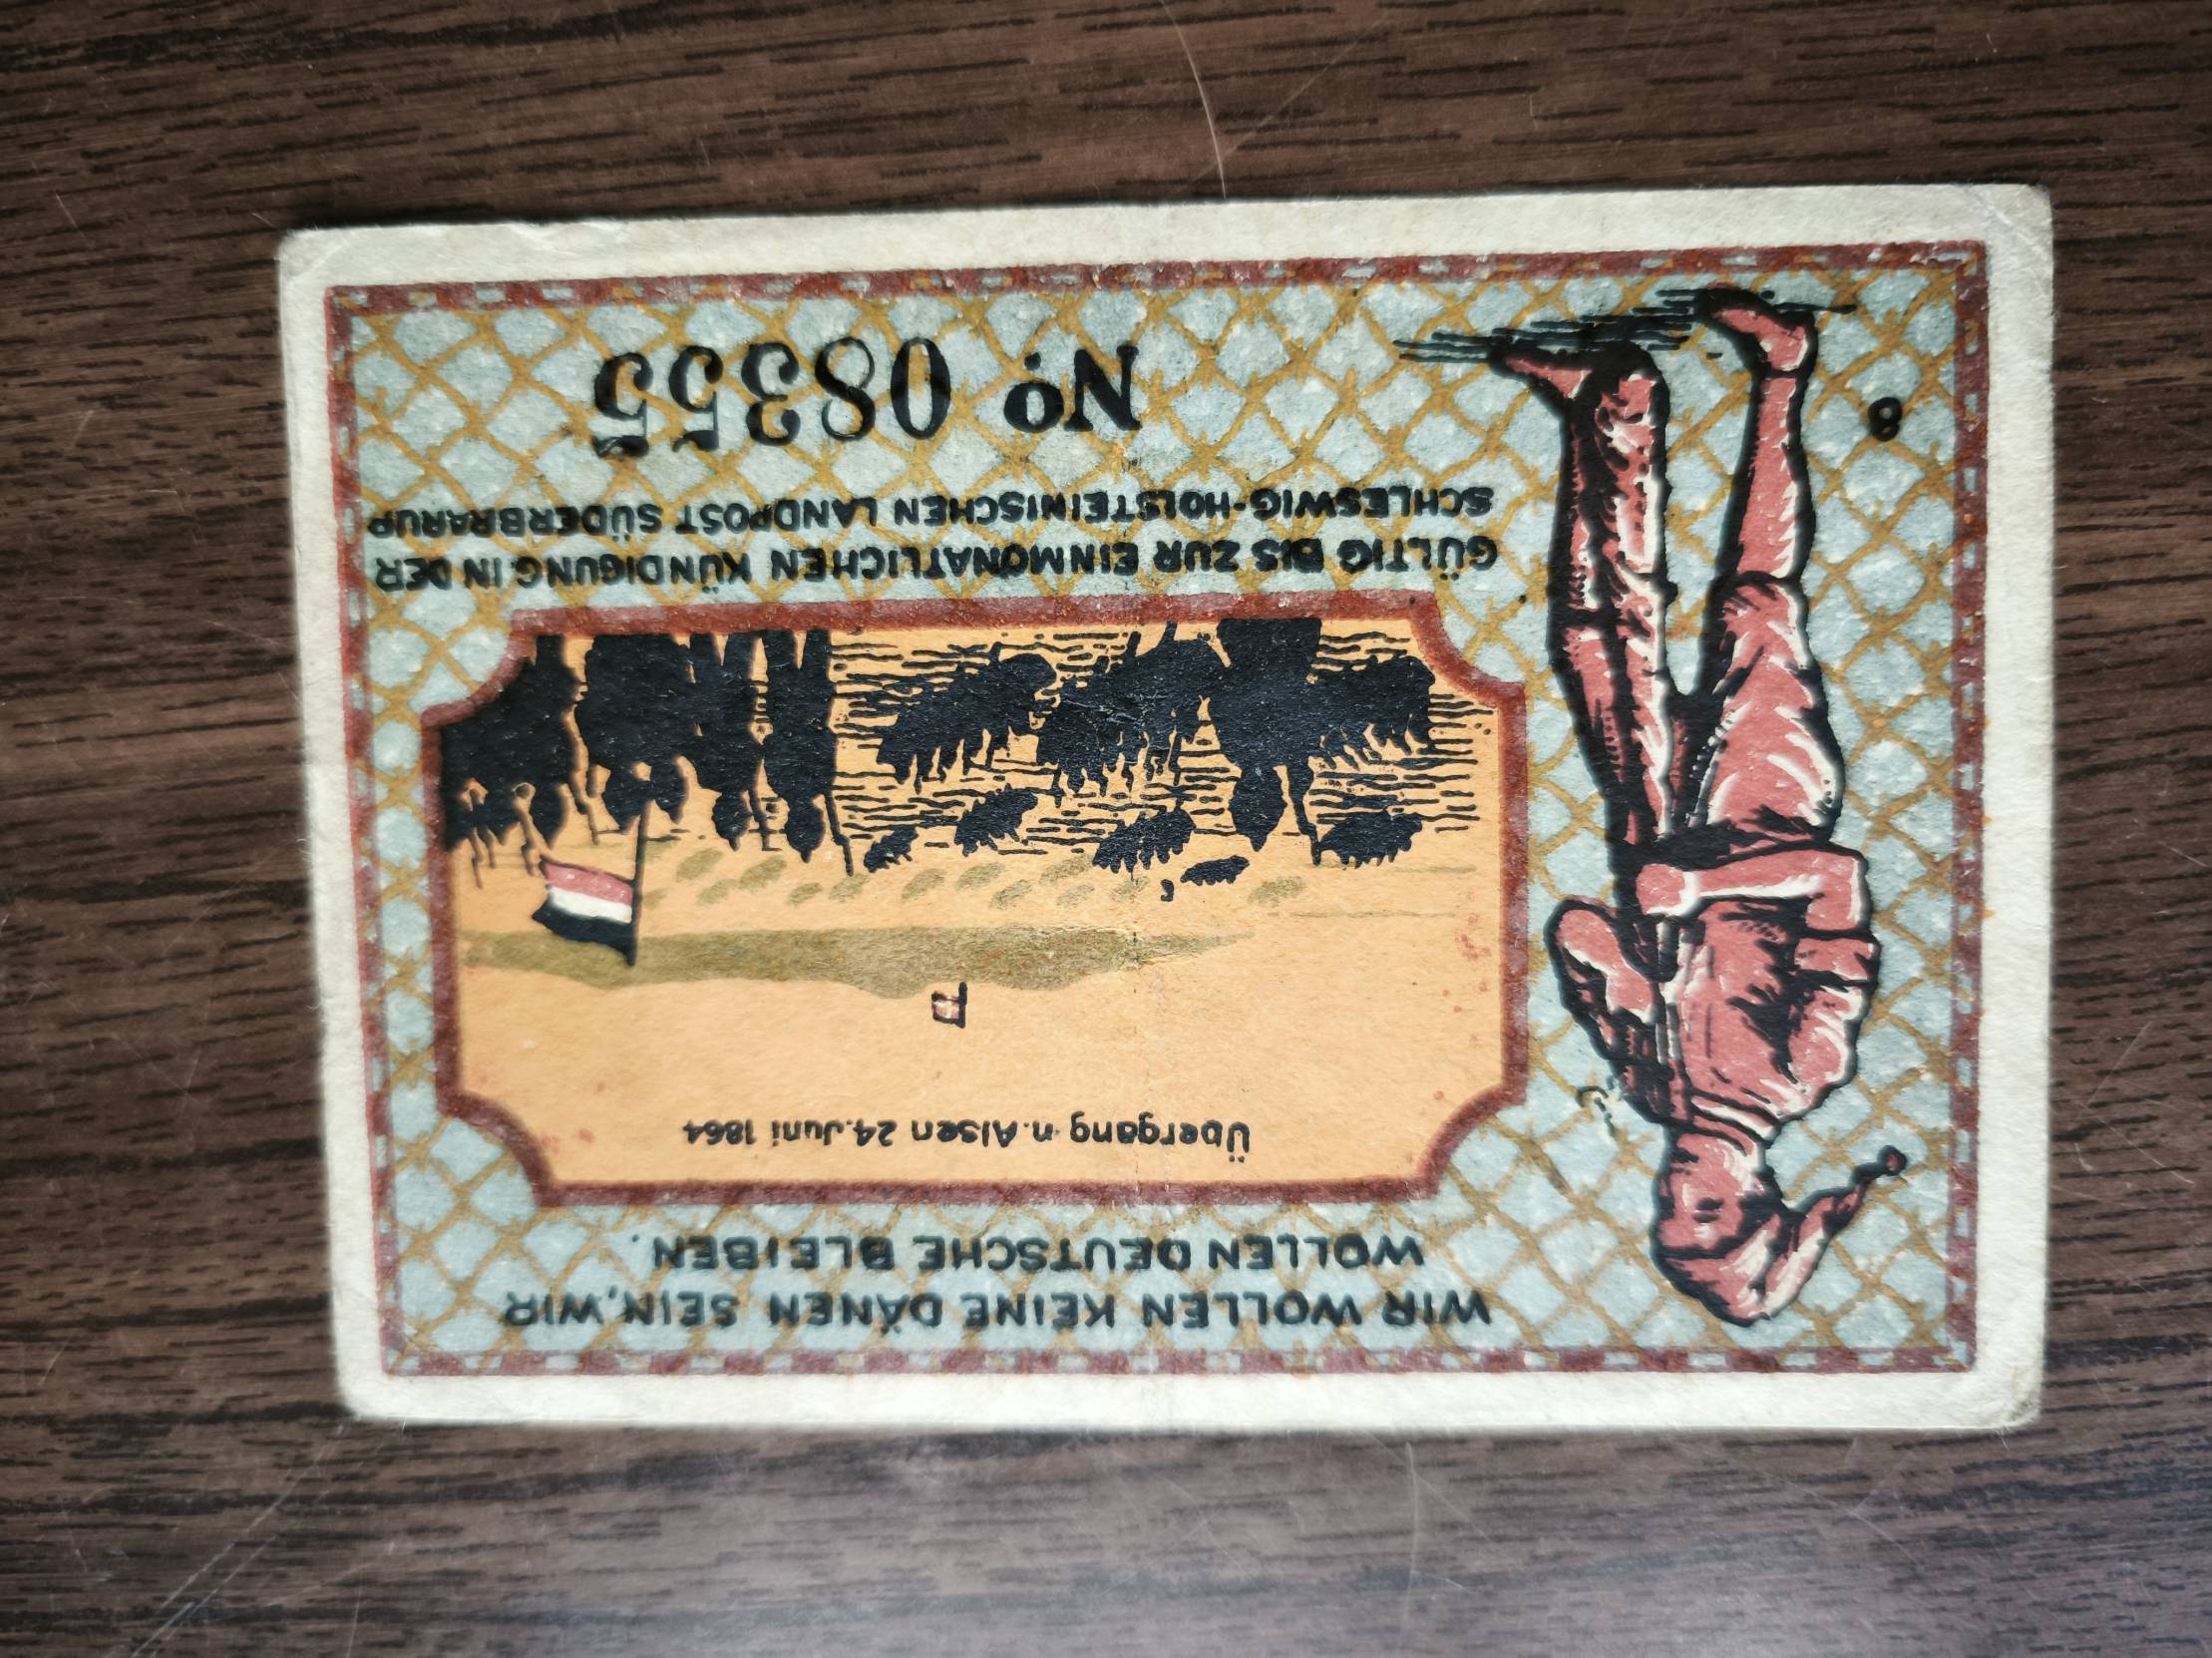 WIR WOLLEN KEINE DÄNEN SEIN, WIR
WOLLEN DEUTSCHE BLEIBEN.
Übergang n. Alsen 24. Juni 1864
GÜLTIG BIS ZUR EINMONATLICHEN KÜNDIGUNG IN DER
SCHLESWIG-HOLSTEINISCHEN LANDPOST SÜDERBRARUP
No 08355
8